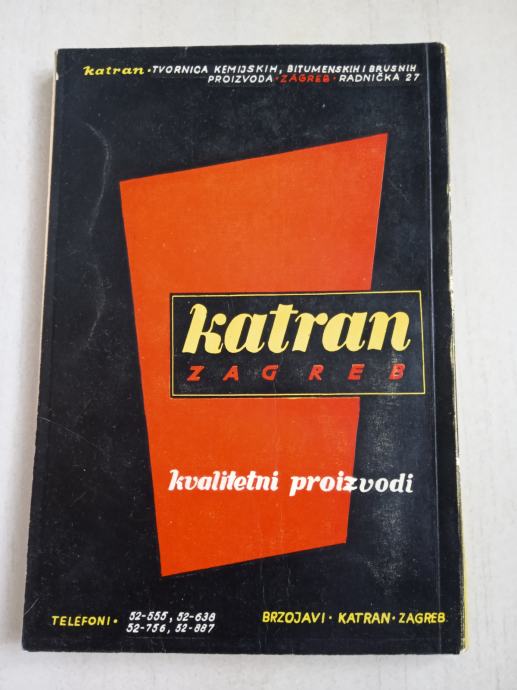 katran · TVORNICA KEMIJSKIH, BITUMENSKIH I BRUSNIH
PROIZVODA · ZAGREB · RADNIČKA 27
katran
ZAGREB
kvalitetni proizvodi
TELEFONI · 52-555, 52-638
52-756, 52-887
BRZOJAVI · KATRAN · ZAGREB